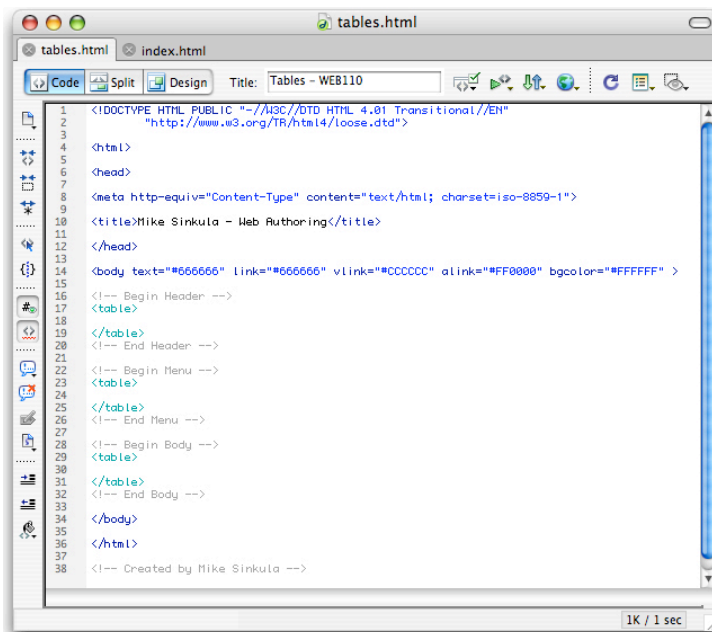 tables.html
tables.html index.html
Code Split Design Title: Tables - WEB110
1 <!DOCTYPE HTML PUBLIC "-//W3C//DTD HTML 4.01 Transitional//EN"
2 "http://www.w3.org/TR/html4/loose.dtd">
3
4 <html>
5
6 <head>
7
8 <meta http-equiv="Content-Type" content="text/html; charset=iso-8859-1">
9
10 <title>Mike Sinkula - Web Authoring</title>
11
12 </head>
13
14 <body text="#666666" link="#666666" vlink="#CCCCCC" alink="#FF0000" bgcolor="#FFFFFF" >
15
16 <!-- Begin Header -->
17 <table>
18
19 </table>
20 <!-- End Header -->
21
22 <!-- Begin Menu -->
23 <table>
24
25 </table>
26 <!-- End Menu -->
27
28 <!-- Begin Body -->
29 <table>
30
31 </table>
32 <!-- End Body -->
33
34 </body>
35
36 </html>
37
38 <!-- Created by Mike Sinkula -->
1K / 1 sec